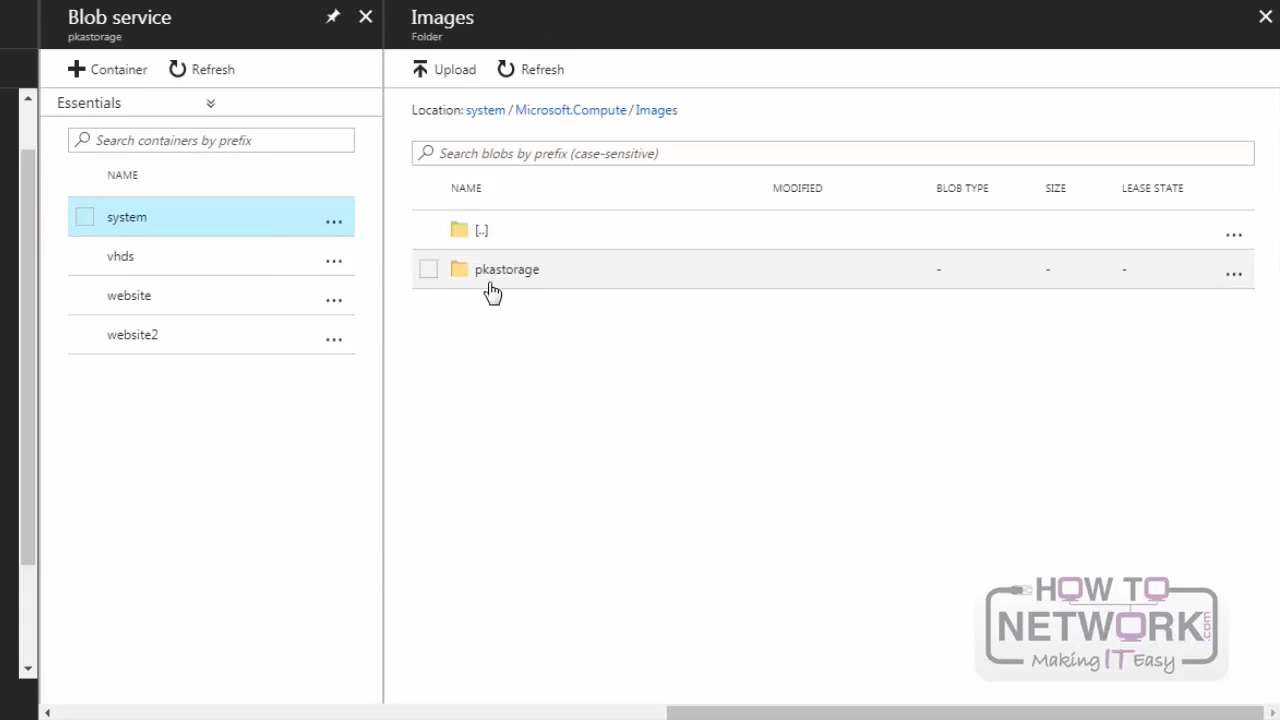 Blob service
pkastorage
Container
Refresh
Essentials
Search containers by prefix
NAME
system
...
vhds
...
website
...
website2
...
Images
Folder
Upload
Refresh
Location: system / Microsoft.Compute / Images
Search blobs by prefix (case-sensitive)
NAME MODIFIED BLOB TYPE SIZE LEASE STATE
[..] ...
pkastorage - - - ...
HOW TO
NETWORK.com
Making IT Easy